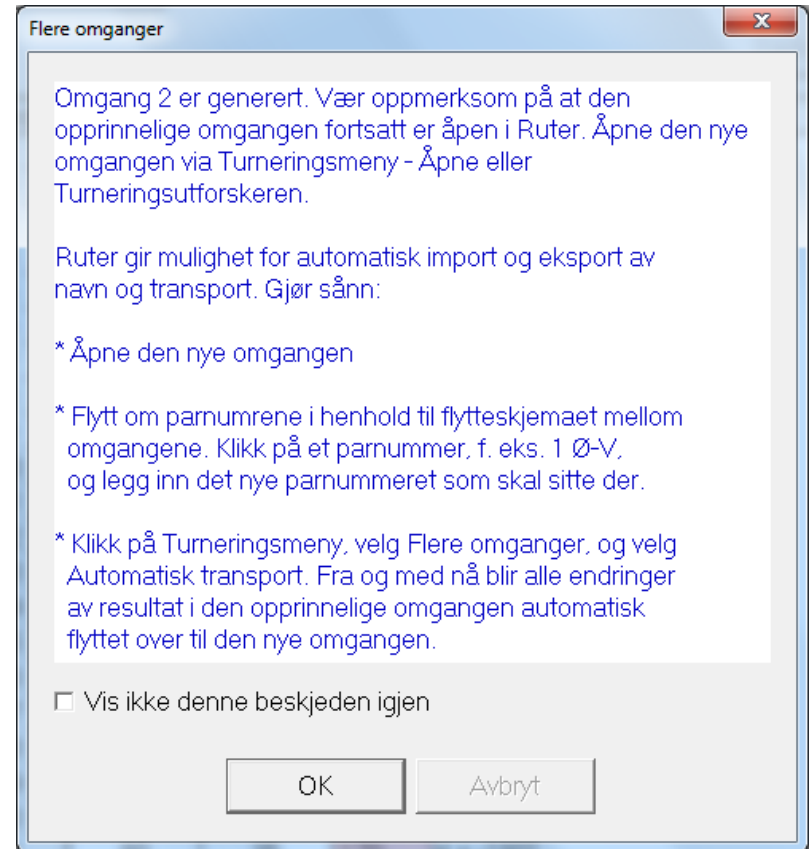 Flere omganger
Omgang 2 er generert. Vær oppmerksom på at den
opprinnelige omgangen fortsatt er åpen i Ruter. Åpne den nye
omgangen via Turneringsmeny - Åpne eller
Turneringsutforskeren.
Ruter gir mulighet for automatisk import og eksport av
navn og transport. Gjør sånn:
* Åpne den nye omgangen
* Flytt om parnumrene i henhold til flytteskjemaet mellom
omgangene. Klikk på et parnummer, f. eks. 1 Ø-V,
og legg inn det nye parnummeret som skal sitte der.
* Klikk på Turneringsmeny, velg Flere omganger, og velg
Automatisk transport. Fra og med nå blir alle endringer
av resultat i den opprinnelige omgangen automatisk
flyttet over til den nye omgangen.
Vis ikke denne beskjeden igjen
OK
Avbryt